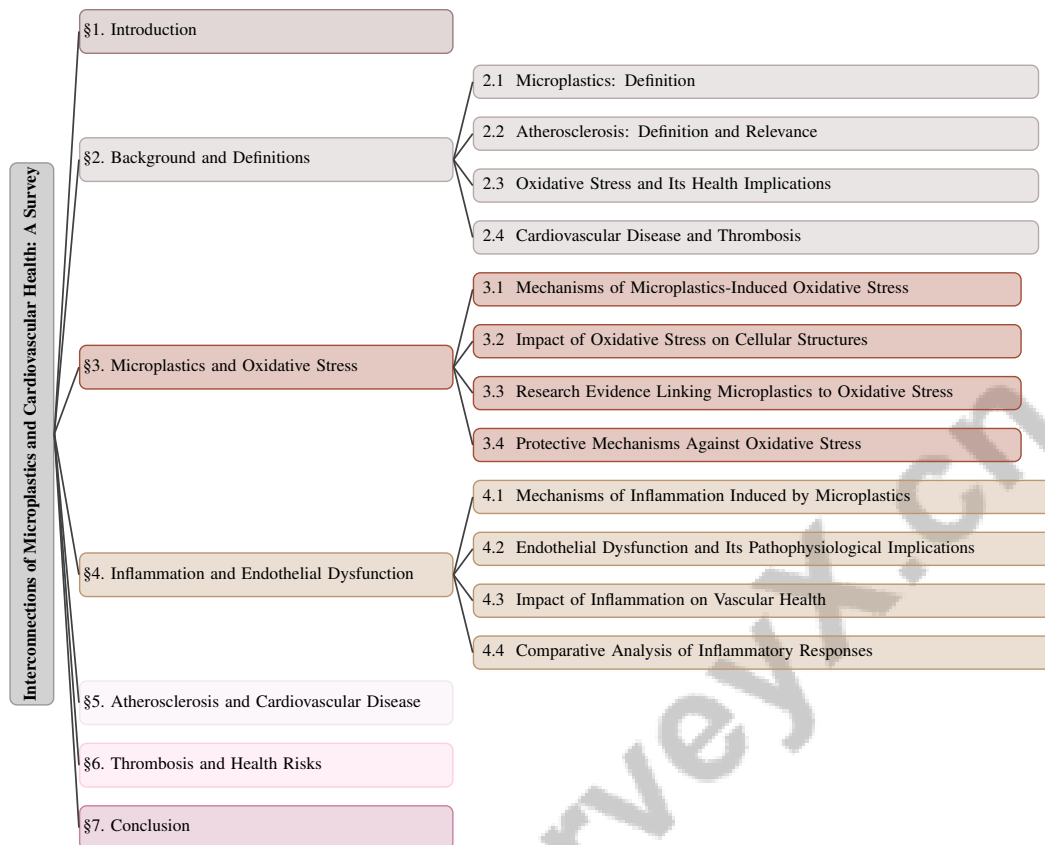 Interconnections of Microplastics and Cardiovascular Health: A Survey
§1. Introduction
§2. Background and Definitions
2.1 Microplastics: Definition
2.2 Atherosclerosis: Definition and Relevance
2.3 Oxidative Stress and Its Health Implications
2.4 Cardiovascular Disease and Thrombosis
§3. Microplastics and Oxidative Stress
3.1 Mechanisms of Microplastics-Induced Oxidative Stress
3.2 Impact of Oxidative Stress on Cellular Structures
3.3 Research Evidence Linking Microplastics to Oxidative Stress
3.4 Protective Mechanisms Against Oxidative Stress
§4. Inflammation and Endothelial Dysfunction
4.1 Mechanisms of Inflammation Induced by Microplastics
4.2 Endothelial Dysfunction and Its Pathophysiological Implications
4.3 Impact of Inflammation on Vascular Health
4.4 Comparative Analysis of Inflammatory Responses
§5. Atherosclerosis and Cardiovascular Disease
§6. Thrombosis and Health Risks
§7. Conclusion
rveyx.cn